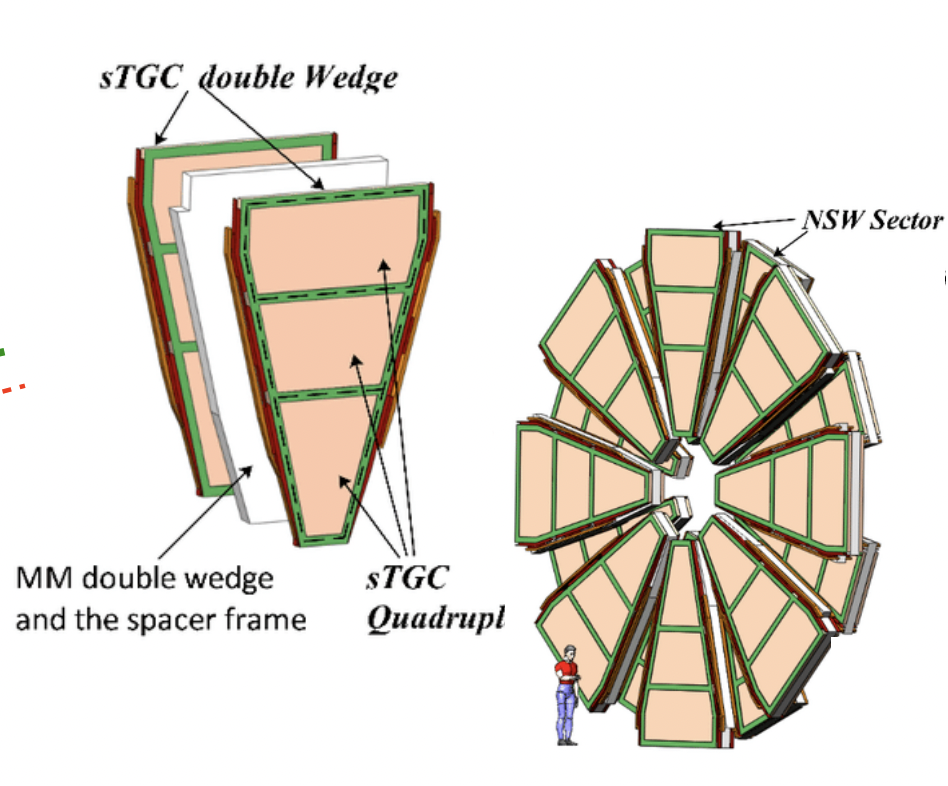 sTGC double Wedge
NSW Sector
MM double wedge
and the spacer frame
sTGC
Quadrupl